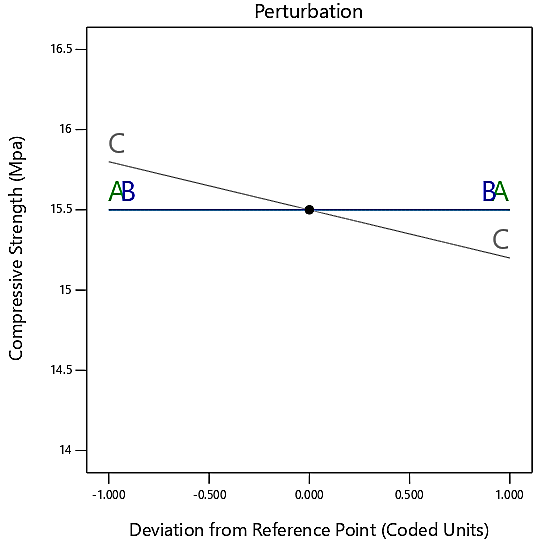 Perturbation
16.5
16
15.5
15
14.5
14
Compressive Strength (Mpa)
C
AB
BA
C
-1.000 -0.500 0.000 0.500 1.000
Deviation from Reference Point (Coded Units)